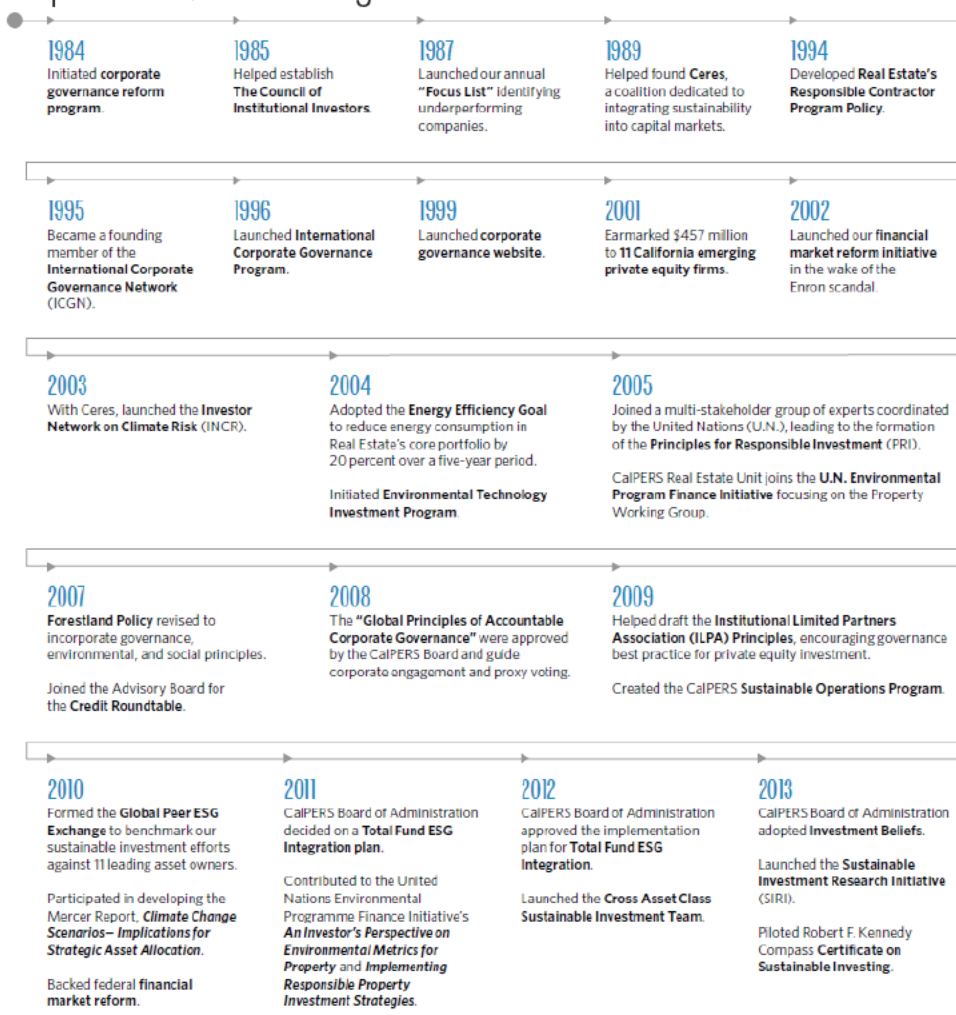 1984
Initiated corporate
governance reform
program.
1985
Helped establish
The Council of
Institutional Investors.
1987
Launched our annual
"Focus List" identifying
underperforming
companies.
1989
Helped found Ceres,
a coalition dedicated to
integrating sustainability
into capital markets.
1994
Developed Real Estate's
Responsible Contractor
Program Policy.
1995
Became a founding
member of the
International Corporate
Governance Network
(ICGN).
1996
Launched International
Corporate Governance
Program.
1999
Launched corporate
governance website.
2001
Earmarked $457 million
to 11 California emerging
private equity firms.
2002
Launched our financial
market reform initiative
in the wake of the
Enron scandal.
2003
With Ceres, launched the Investor
Network on Climate Risk (INCR).
2004
Adopted the Energy Efficiency Goal
to reduce energy consumption in
Real Estate's core portfolio by
20 percent over a five-year period.
Initiated Environmental Technology
Investment Program.
2005
Joined a multi-stakeholder group of experts coordinated
by the United Nations (U.N.), leading to the formation
of the Principles for Responsible Investment (PRI).
CalPERS Real Estate Unit joins the U.N. Environmental
Program Finance Initiative focusing on the Property
Working Group.
2007
Forestland Policy revised to
incorporate governance,
environmental, and social principles.
Joined the Advisory Board for
the Credit Roundtable.
2008
The "Global Principles of Accountable
Corporate Governance" were approved
by the CalPERS Board and guide
corporate engagement and proxy voting.
2009
Helped draft the Institutional Limited Partners
Association (ILPA) Principles, encouraging governance
best practice for private equity investment.
Created the CalPERS Sustainable Operations Program.
2010
Formed the Global Peer ESG
Exchange to benchmark our
sustainable investment efforts
against 11 leading asset owners.
Participated in developing the
Mercer Report, Climate Change
Scenarios– Implications for
Strategic Asset Allocation.
Backed federal financial
market reform.
2011
CalPERS Board of Administration
decided on a Total Fund ESG
Integration plan.
Contributed to the United
Nations Environmental
Programme Finance Initiative's
An Investor's Perspective on
Environmental Metrics for
Property and Implementing
Responsible Property
Investment Strategies.
2012
CalPERS Board of Administration
approved the implementation
plan for Total Fund ESG
Integration.
Launched the Cross Asset Class
Sustainable Investment Team.
2013
CalPERS Board of Administration
adopted Investment Beliefs.
Launched the Sustainable
Investment Research Initiative
(SIRI).
Piloted Robert F. Kennedy
Compass Certificate on
Sustainable Investing.